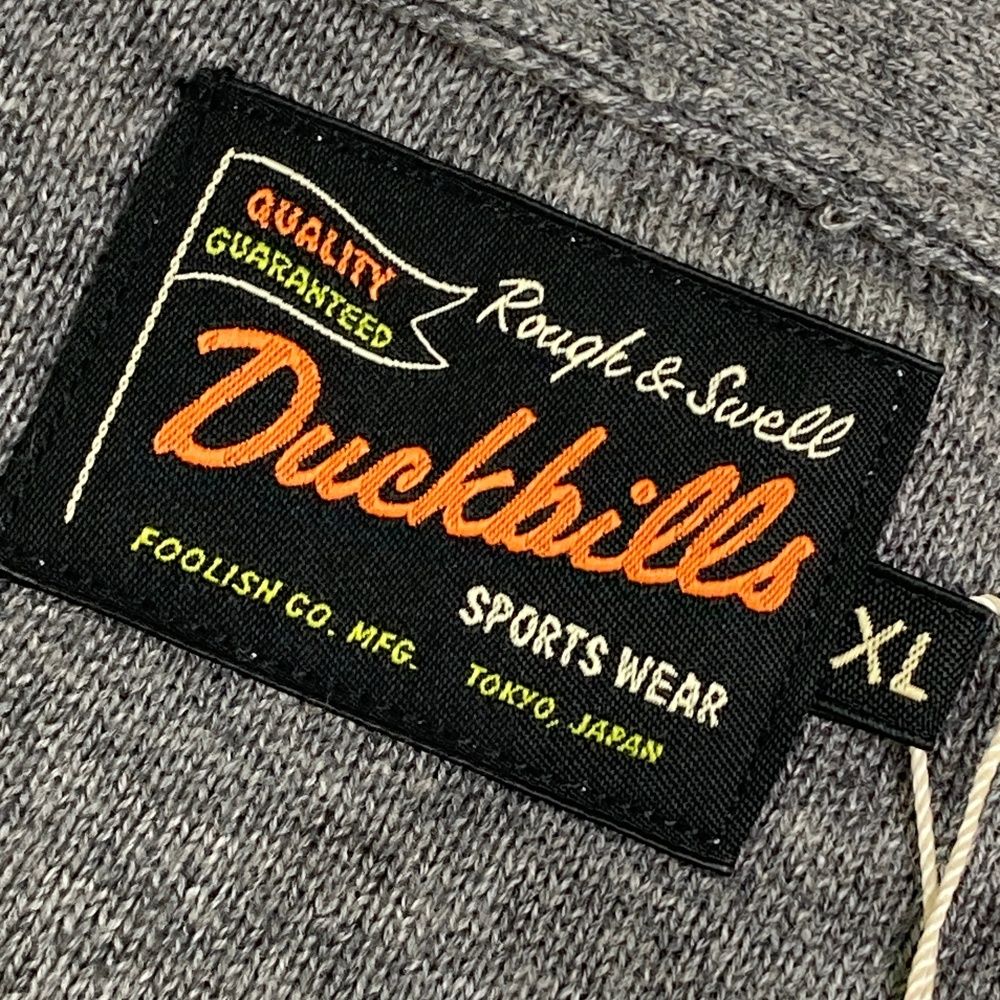 QUALITY
GUARANTEED
Rough & Swell
Duckbills
SPORTS WEAR
FOOLISH CO. MFG. TOKYO, JAPAN
XL